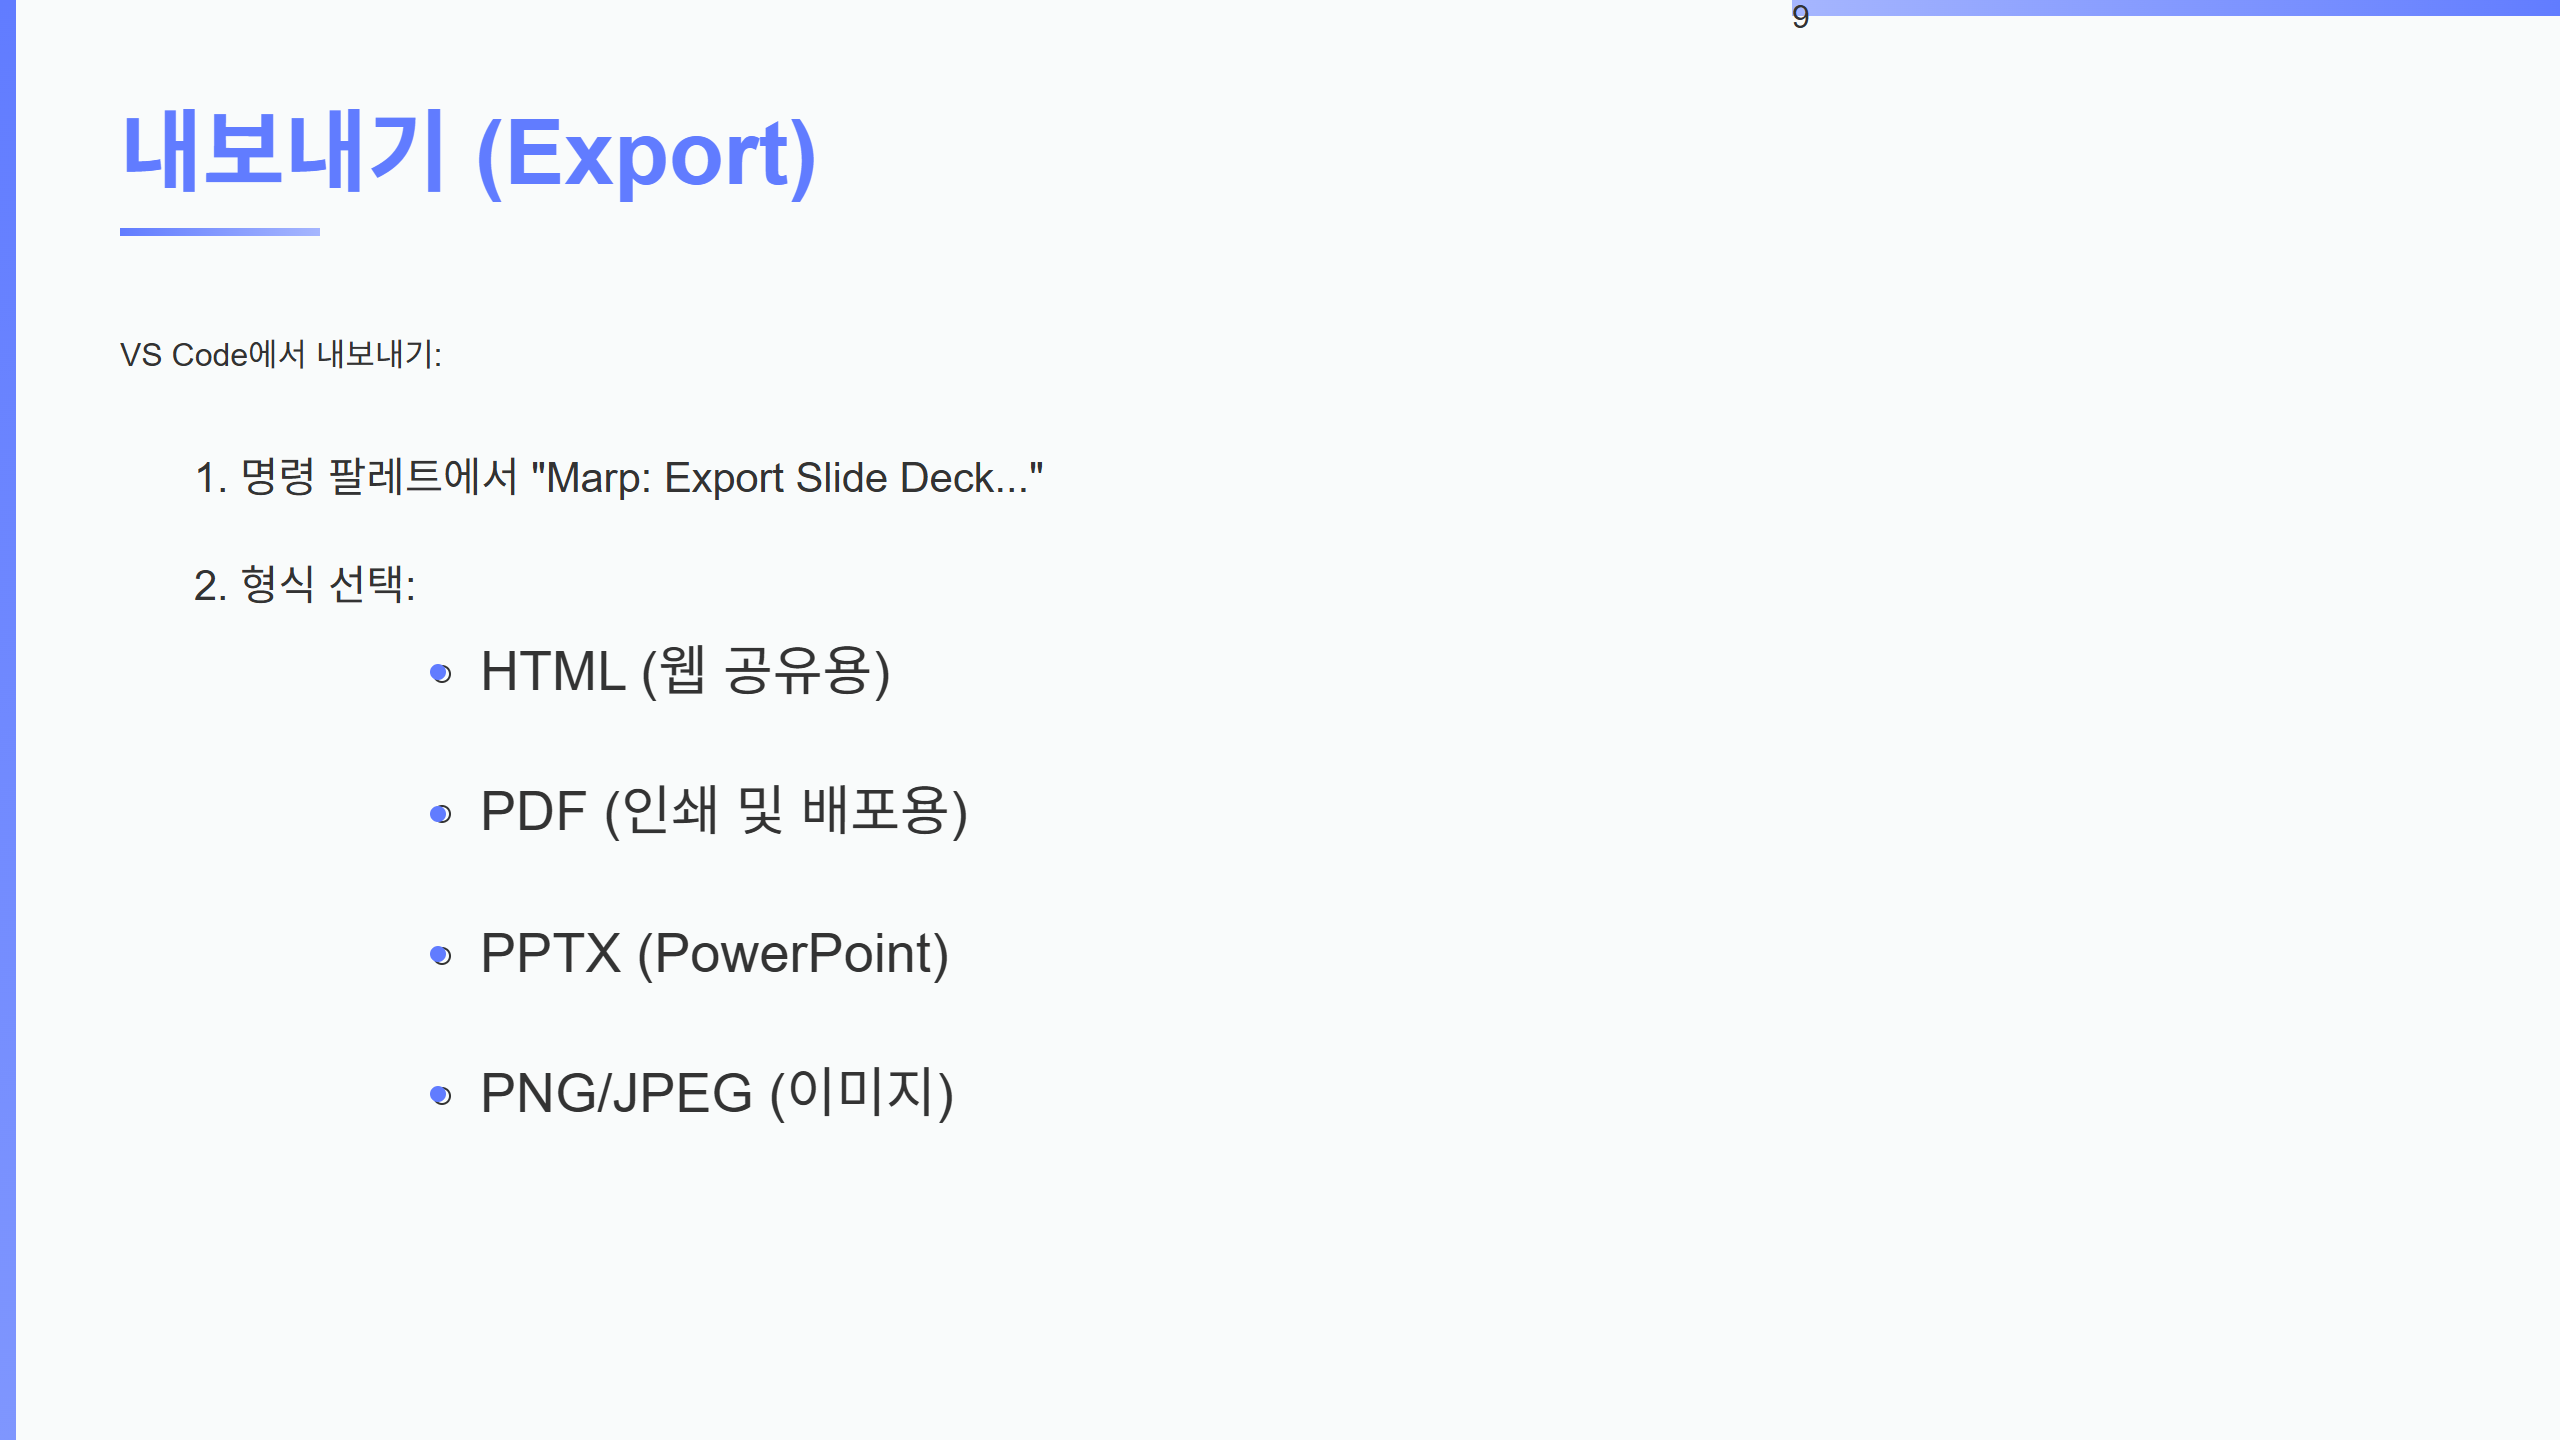 9
내보내기 (Export)
VS Code에서 내보내기:
1. 명령 팔레트에서 "Marp: Export Slide Deck..."
2. 형식 선택:
HTML (웹 공유용)
PDF (인쇄 및 배포용)
PPTX (PowerPoint)
PNG/JPEG (이미지)